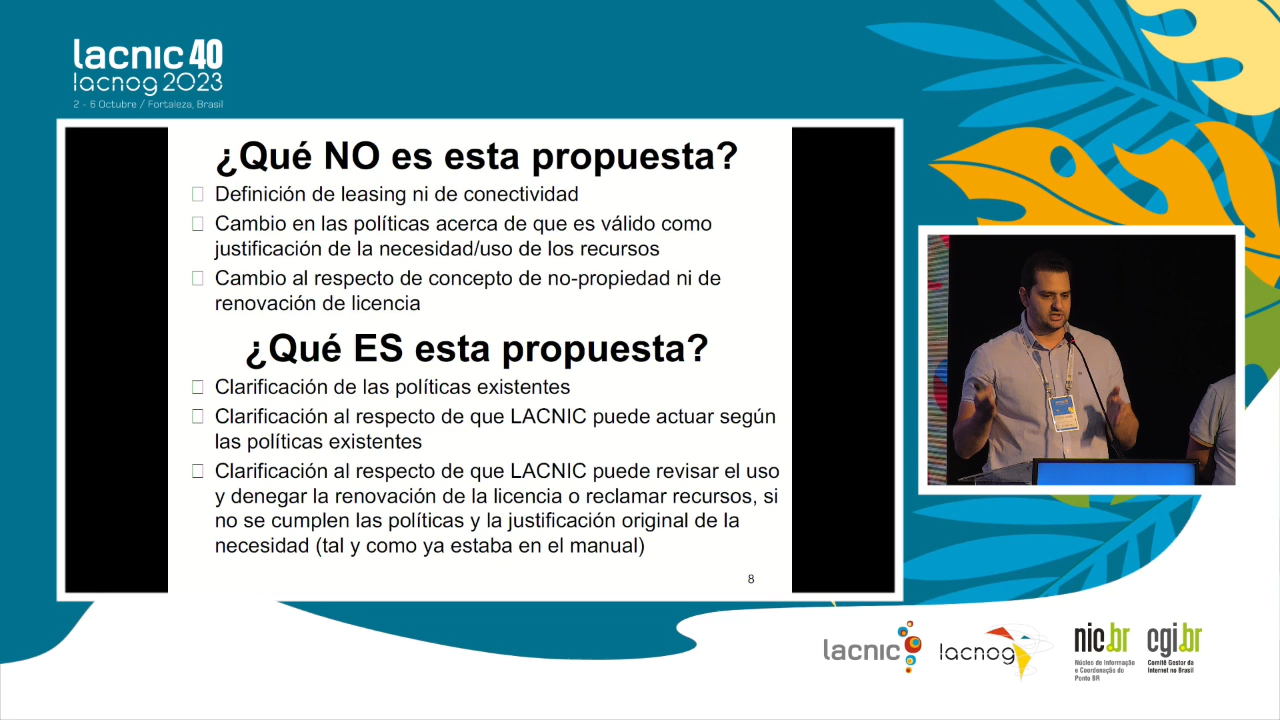 lacnic 40
lacnog 2023
2 - 6 Octubre / Fortaleza, Brasil
¿Qué NO es esta propuesta?
Definición de leasing ni de conectividad
Cambio en las políticas acerca de que es válido como
justificación de la necesidad/uso de los recursos
Cambio al respecto de concepto de no-propiedad ni de
renovación de licencia
¿Qué ES esta propuesta?
Clarificación de las políticas existentes
Clarificación al respecto de que LACNIC puede actuar según
las políticas existentes
Clarificación al respecto de que LACNIC puede revisar el uso
y denegar la renovación de la licencia o reclamar recursos, si
no se cumplen las políticas y la justificación original de la
necesidad (tal y como ya estaba en el manual)
8
lacnic
lacnog
nic.br
Núcleo de Informação
e Coordenação do
Ponto BR
cgi.br
Comitê Gestor da
Internet no Brasil